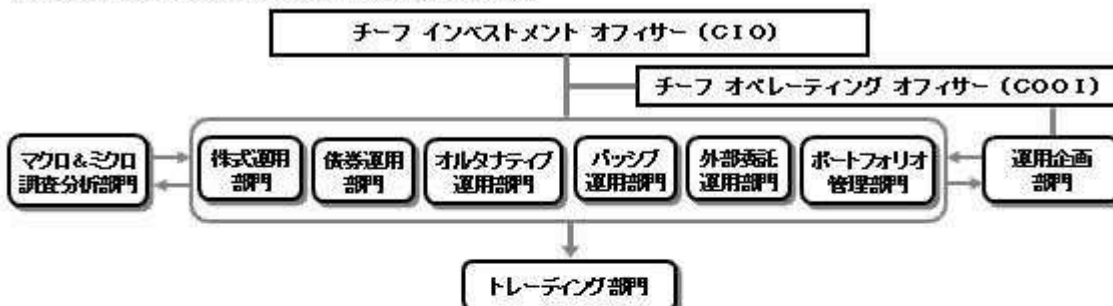 チーフ インベストメント オフィサー（CIO）
チーフ オペレーティング オフィサー（COOI）
マクロ&ミクロ
調査分析部門
株式運用
部門
債券運用
部門
オルタナティブ
運用部門
パッシブ
運用部門
外部委託
運用部門
ポートフォリオ
管理部門
運用企画
部門
トレーディング部門